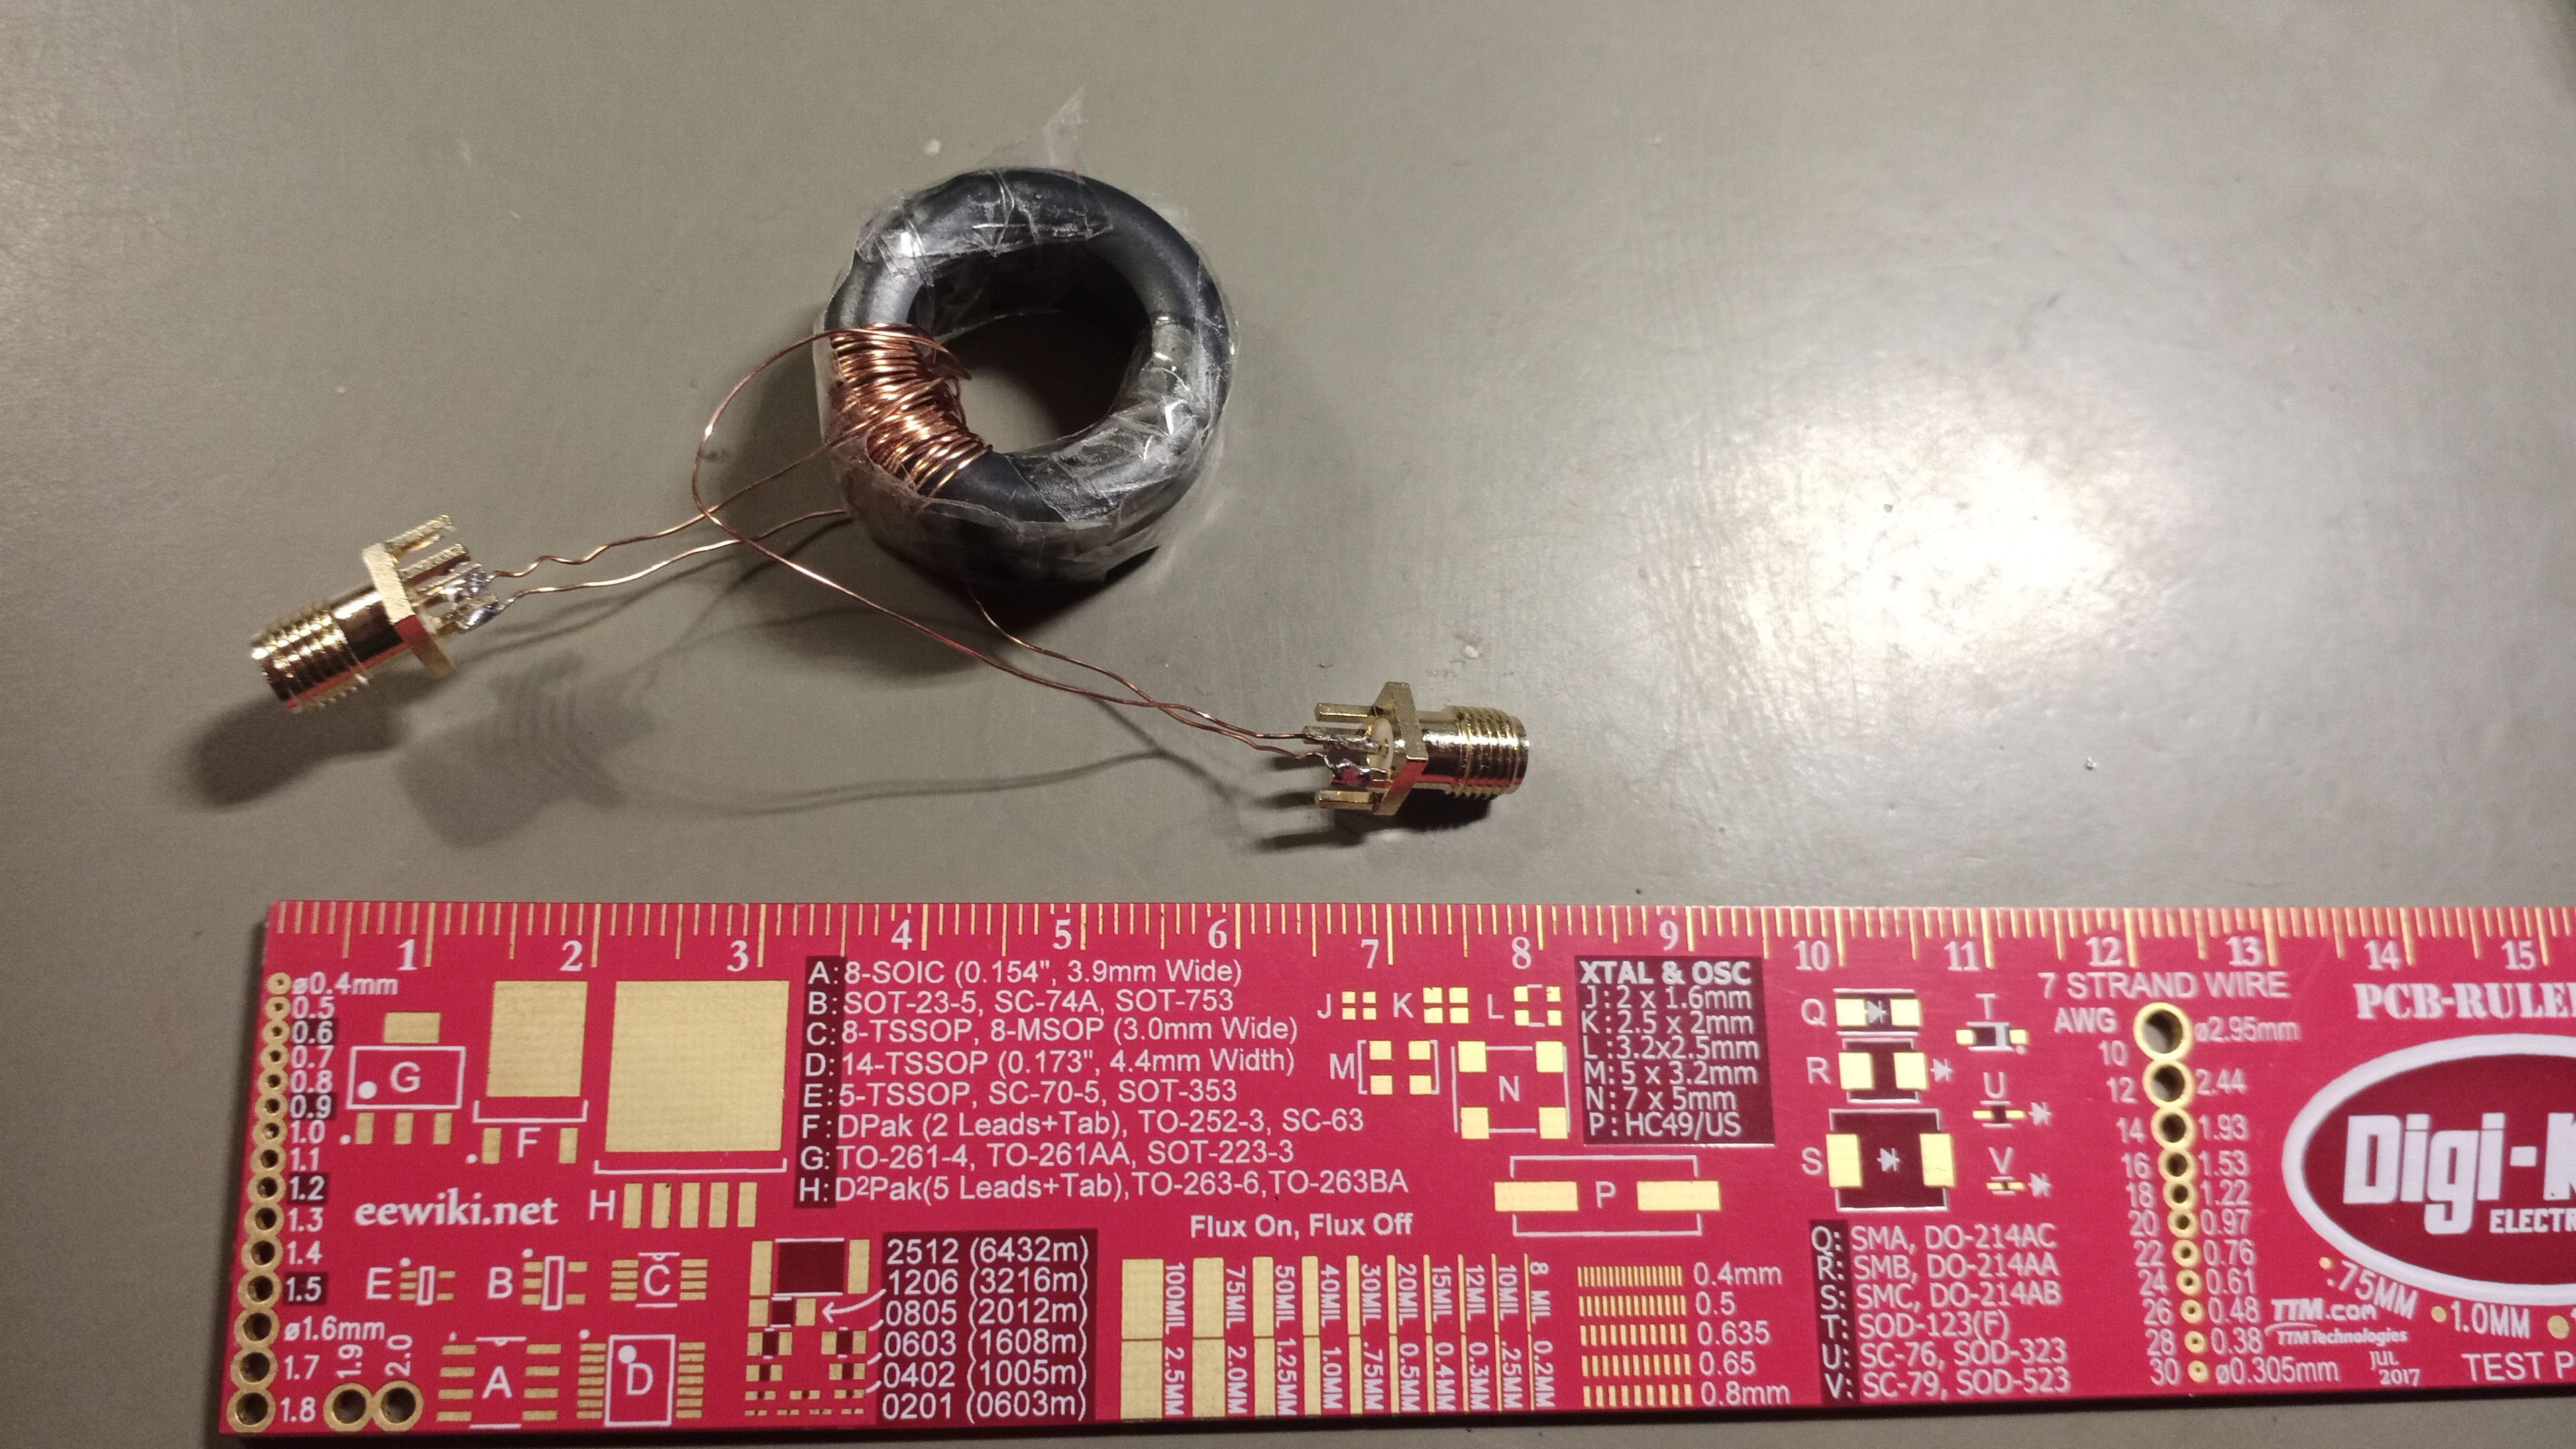 1 2 3 4 5 6 7 8 9 10 11 12 13 14 15
ø0.4mm
0.5
0.6
0.7
0.8
0.9
1.0
1.1
1.2
1.3
1.4
1.5
ø1.6mm
1.7
1.8
1.9
2.0
G
F
H
eewiki.net
E B C
A D
A: 8-SOIC (0.154", 3.9mm Wide)
B: SOT-23-5, SC-74A, SOT-753
C: 8-TSSOP, 8-MSOP (3.0mm Wide)
D: 14-TSSOP (0.173", 4.4mm Width)
E: 5-TSSOP, SC-70-5, SOT-353
F: DPak (2 Leads+Tab), TO-252-3, SC-63
G: TO-261-4, TO-261AA, SOT-223-3
H: D²Pak(5 Leads+Tab),TO-263-6,TO-263BA
Flux On, Flux Off
2512 (6432m)
1206 (3216m)
0805 (2012m)
0603 (1608m)
0402 (1005m)
0201 (0603m)
100MIL 75MIL 50MIL 40MIL 30MIL 20MIL 15MIL 12MIL 10MIL 8 MIL
2.5MM 2.0MM 1.25MM 1.0MM .75MM 0.5MM 0.4MM 0.3MM .25MM 0.2MM
J K L
M N
P
XTAL & OSC
J: 2 x 1.6mm
K: 2.5 x 2mm
L: 3.2x2.5mm
M: 5 x 3.2mm
N: 7 x 5mm
P: HC49/US
0.4mm
0.5
0.635
0.65
0.8mm
Q T
R U
S V
Q: SMA, DO-214AC
R: SMB, DO-214AA
S: SMC, DO-214AB
T: SOD-123(F)
U: SC-76, SOD-323
V: SC-79, SOD-523
7 STRAND WIRE
AWG ø2.95mm
10
12 2.44
14 1.93
16 1.53
18 1.22
20 0.97
22 0.76
24 0.61
26 0.48
28 0.38
30 ø0.305mm
PCB-RULE
Digi-K
ELECTR
.75MM
1.0MM
TTM.com
TTM Technologies
JUL
2017
TEST P